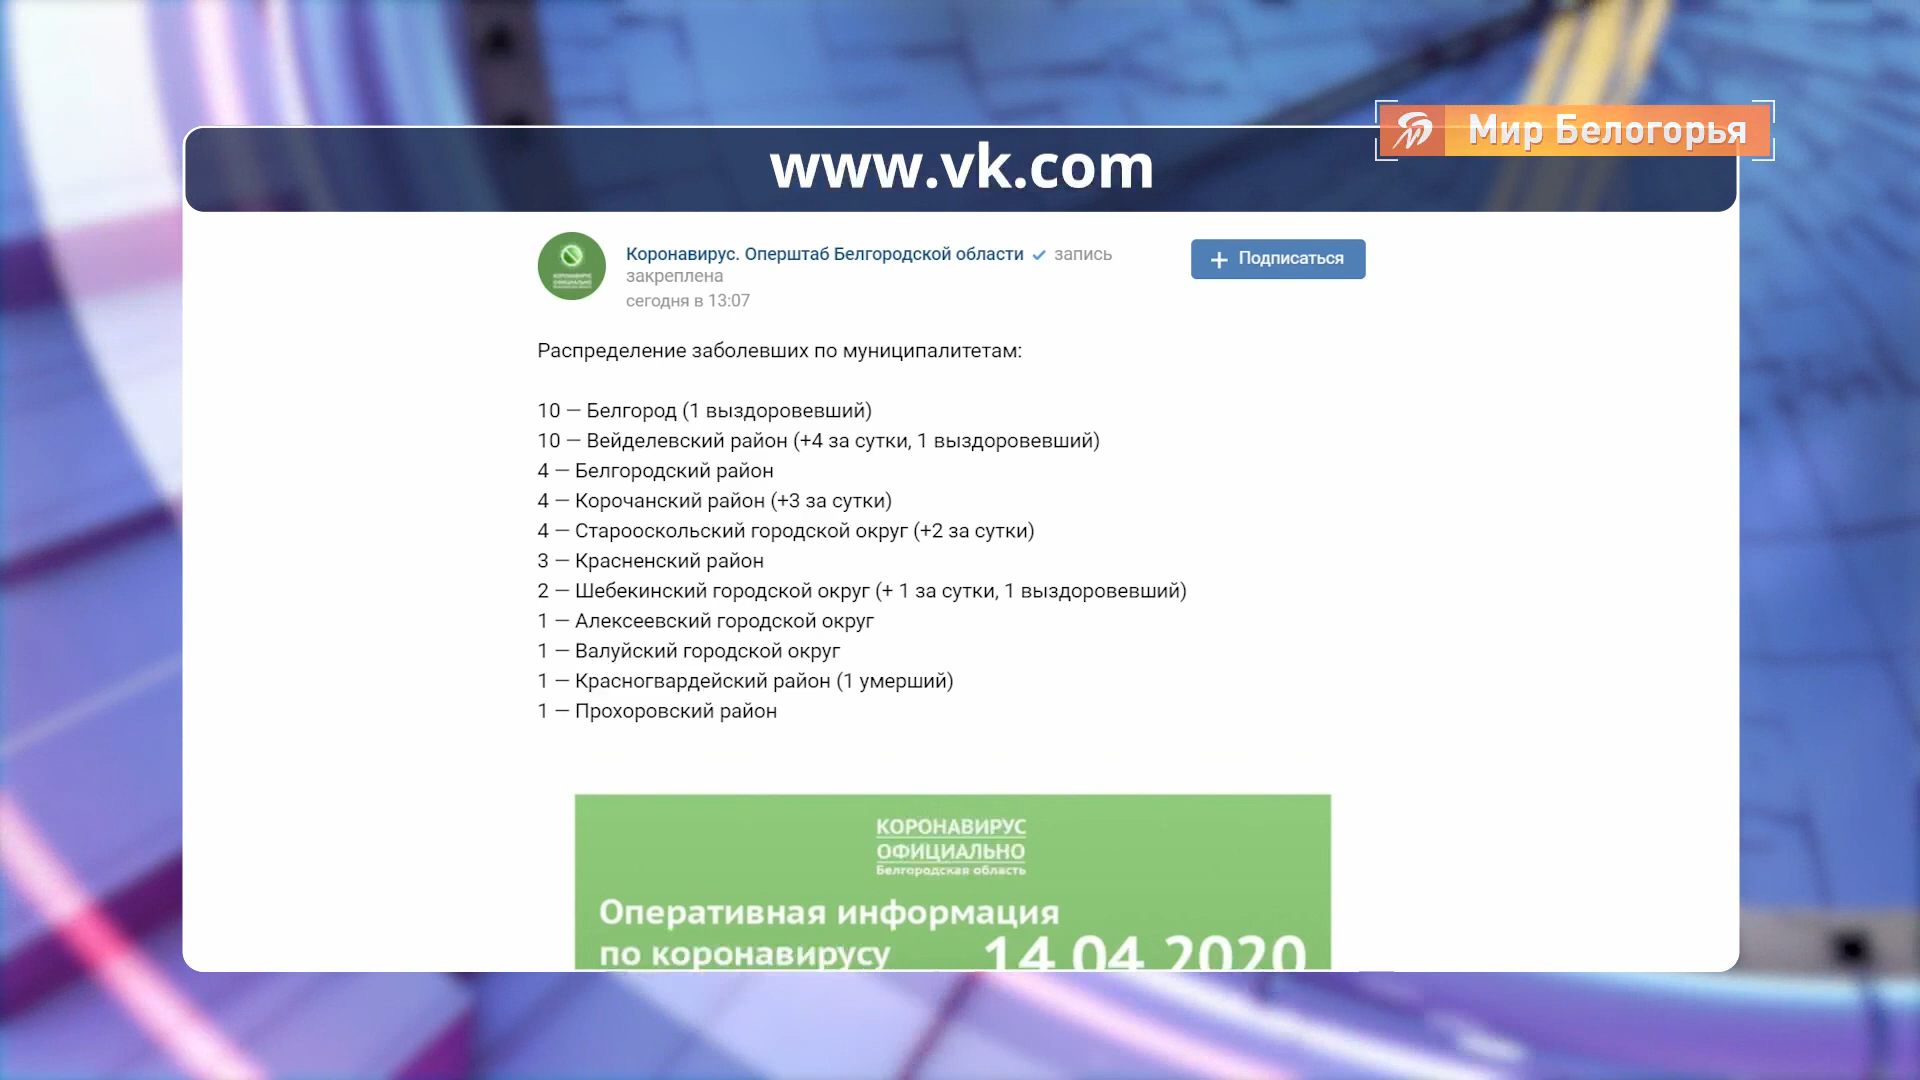 Мир Белогорья
www.vk.com
Коронавирус. Оперштаб Белгородской области запись
закреплена
сегодня в 13:07
Подписаться
Распределение заболевших по муниципалитетам:
10 — Белгород (1 выздоровевший)
10 — Вейделевский район (+4 за сутки, 1 выздоровевший)
4 — Белгородский район
4 — Корочанский район (+3 за сутки)
4 — Старооскольский городской округ (+2 за сутки)
3 — Красненский район
2 — Шебекинский городской округ (+ 1 за сутки, 1 выздоровевший)
1 — Алексеевский городской округ
1 — Валуйский городской округ
1 — Красногвардейский район (1 умерший)
1 — Прохоровский район
КОРОНАВИРУС
ОФИЦИАЛЬНО
Белгородская область
Оперативная информация
по коронавирусу 14.04.2020